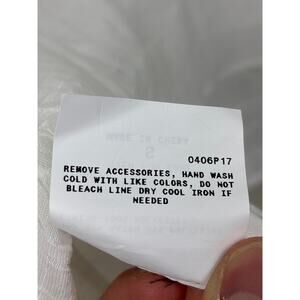 0406P17
REMOVE ACCESSORIES, HAND WASH
COLD WITH LIKE COLORS, DO NOT
BLEACH LINE DRY COOL IRON IF
NEEDED